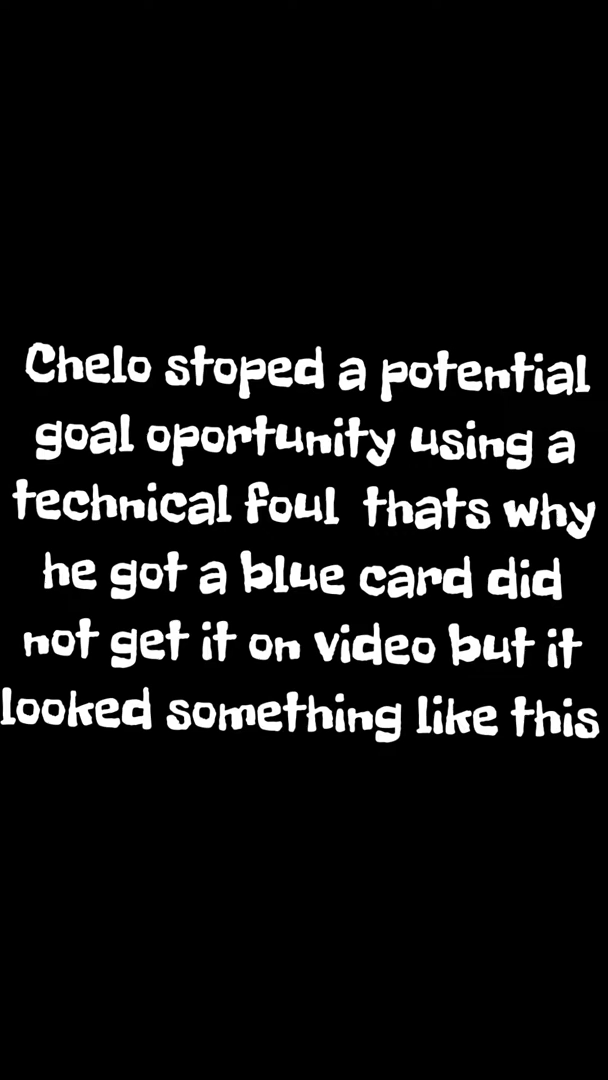 Chelo stoped a potential
goal oportunity using a
technical foul thats why
he got a blue card did
not get it on video but it
looked something like this